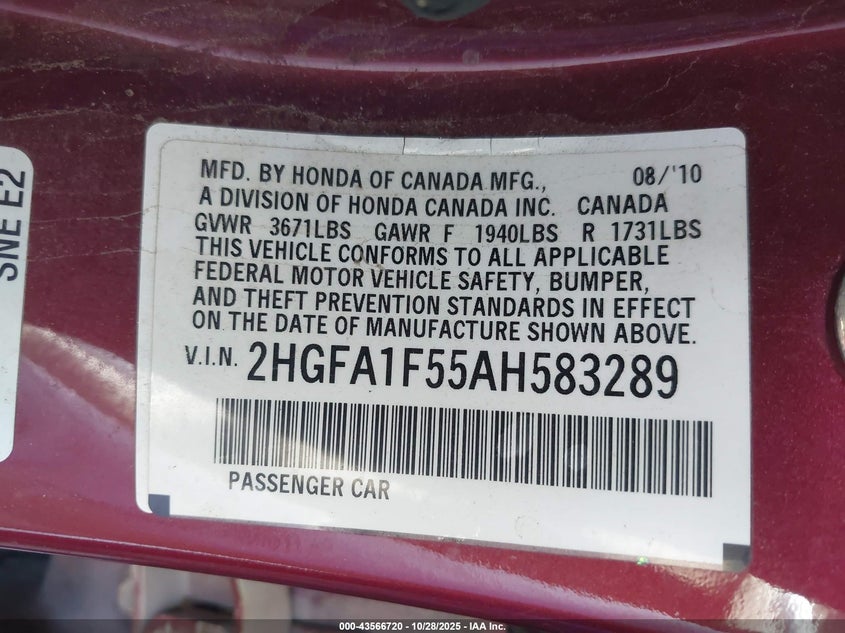 MFD. BY HONDA OF CANADA MFG., 08/'10
A DIVISION OF HONDA CANADA INC. CANADA
GVWR 3671LBS GAWR F 1940LBS R 1731LBS
THIS VEHICLE CONFORMS TO ALL APPLICABLE
FEDERAL MOTOR VEHICLE SAFETY, BUMPER,
AND THEFT PREVENTION STANDARDS IN EFFECT
ON THE DATE OF MANUFACTURE SHOWN ABOVE.
V.I.N. 2HGFA1F55AH583289
PASSENGER CAR
SNE E2
000-43566720 - 10/28/2025 - IAA Inc.